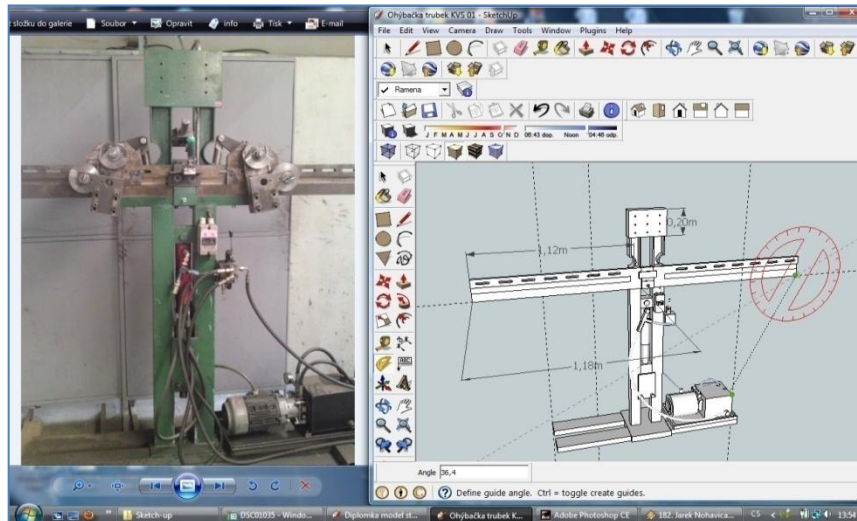 složku do galerie Soubor Opravit info Tisk E-mail
Ohýbačka trubek KVS 01 - SketchUp
File Edit View Camera Draw Tools Window Plugins Help
Ramena
J F M A M J J A S O N D 06:43 dop. Noon 04:46 odp.
0,20m
1,12m
1,18m
Angle 36,4
Define guide angle. Ctrl = toggle create guides.
Sketch-up DSC01035 - Windo... Diplomka model st... Ohýbačka trubek K... Adobe Photoshop CE 182. Jarek Nohavica... CS 13:54